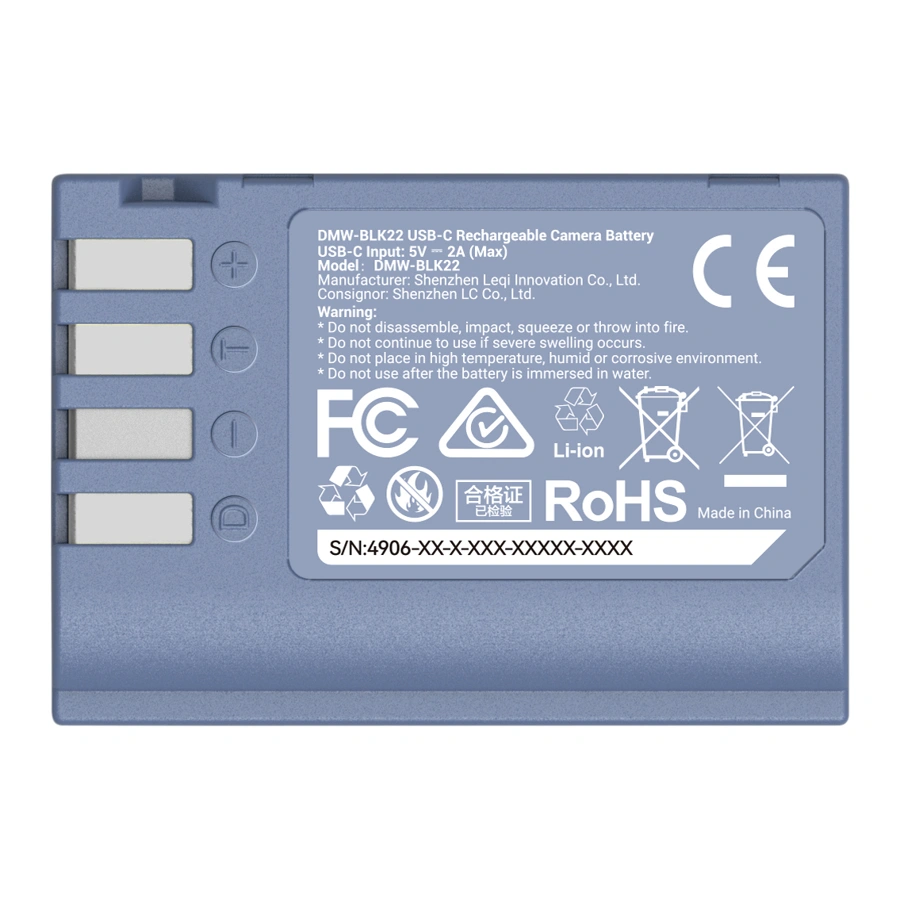 DMW-BLK22 USB-C Rechargeable Camera Battery
USB-C Input: 5V ⎓ 2A (Max)
Model: DMW-BLK22
Manufacturer: Shenzhen Leqi Innovation Co., Ltd.
Consignor: Shenzhen LC Co., Ltd.
Warning:
* Do not disassemble, impact, squeeze or throw into fire.
* Do not continue to use if severe swelling occurs.
* Do not place in high temperature, humid or corrosive environment.
* Do not use after the battery is immersed in water.
CE
+
T
–
D
FC
Li-ion
合格证
已检验
RoHS
Made in China
S/N:4906-XX-X-XXX-XXXXX-XXXX